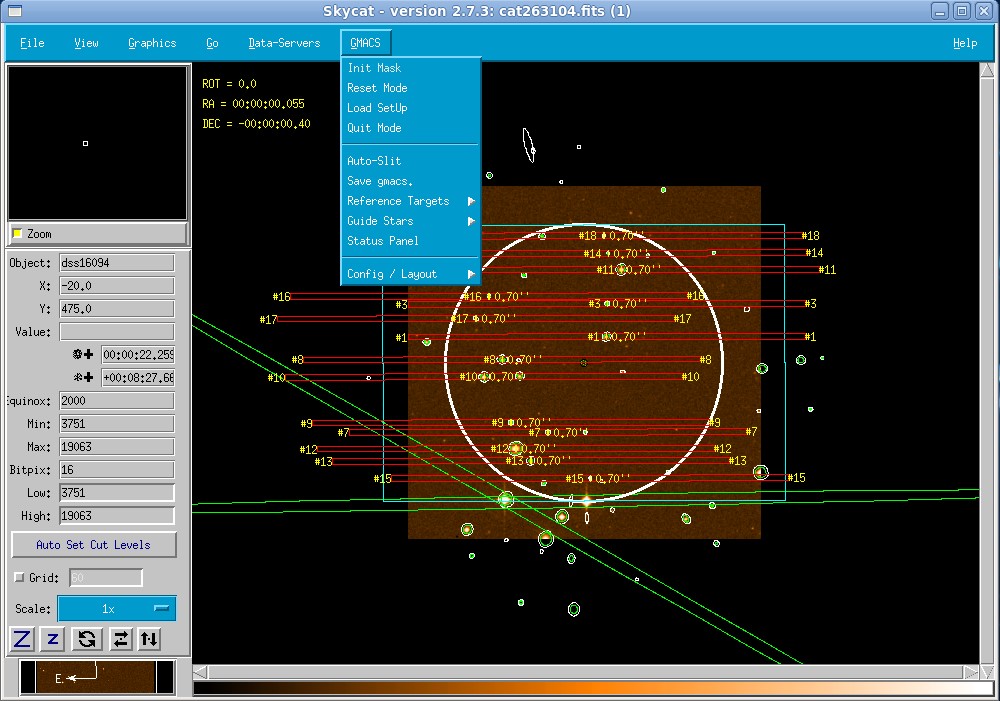 Skycat - version 2.7.3: cat263104.fits (1)
File View Graphics Go Data-Servers GMACS Help
Init Mask
Reset Mode
Load SetUp
Quit Mode
Auto-Slit
Save gmacs.
Reference Targets
Guide Stars
Status Panel
Config / Layout
ROT = 0.0
RA = 00:00:00.055
DEC = -00:00:00.40
Zoom
Object: dss16094
X: -20.0
Y: 475.0
Value:
00:00:22.259
+00:08:27.68
quinox: 2000
Min: 3751
Max: 19063
Bitpix: 16
Low: 3751
High: 19063
Auto Set Cut Levels
Grid: 60
Scale: 1x
Z z
E.
#18 0.70'' #18
#14 0.70'' #14
#11 0.70'' #11
#16 #16 0.70'' #16
#3 #3 0.70'' #3
#17 #17 0.70'' #17
#1 #1 0.70'' #1
#8 #8 0.70'' #8
#10 #10 0.70'' #10
#9 #9 0.70'' #9
#7 #7 0.70'' #7
#12 #12 0.70'' #12
#13 #13 0.70'' #13
#15 #15 0.70'' #15